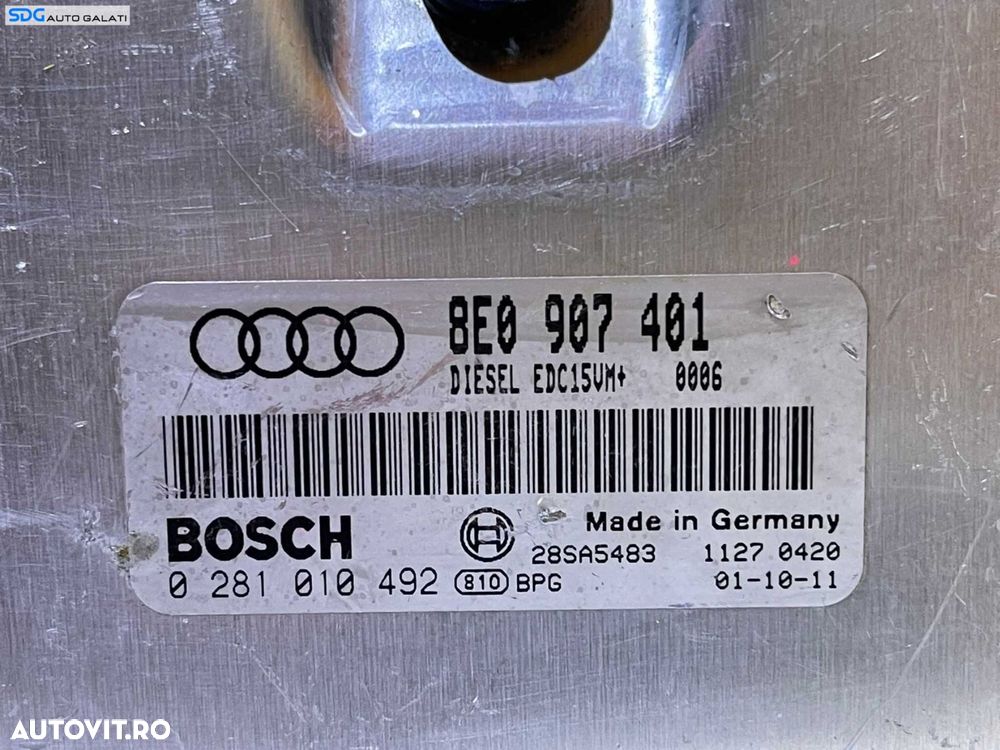 SDG AUTO GALATI
8E0 907 401
DIESEL EDC15VM+ 0006
BOSCH
Made in Germany
28SA5483 1127 0420
0 281 010 492 810 BPG 01-10-11
AUTOVIT.RO